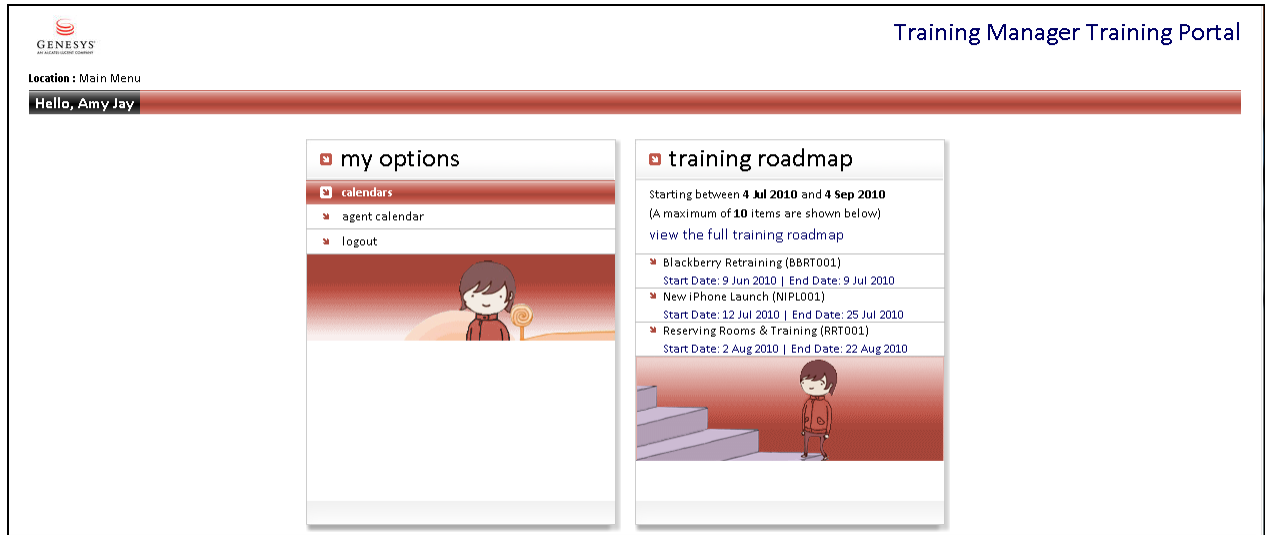 GENESYS
AN ALCATEL-LUCENT COMPANY
Training Manager Training Portal
Location : Main Menu
Hello, Amy Jay
my options
calendars
agent calendar
logout
training roadmap
Starting between 4 Jul 2010 and 4 Sep 2010
(A maximum of 10 items are shown below)
view the full training roadmap
Blackberry Retraining (BBRT001)
Start Date: 9 Jun 2010 | End Date: 9 Jul 2010
New iPhone Launch (NIPL001)
Start Date: 12 Jul 2010 | End Date: 25 Jul 2010
Reserving Rooms & Training (RRT001)
Start Date: 2 Aug 2010 | End Date: 22 Aug 2010